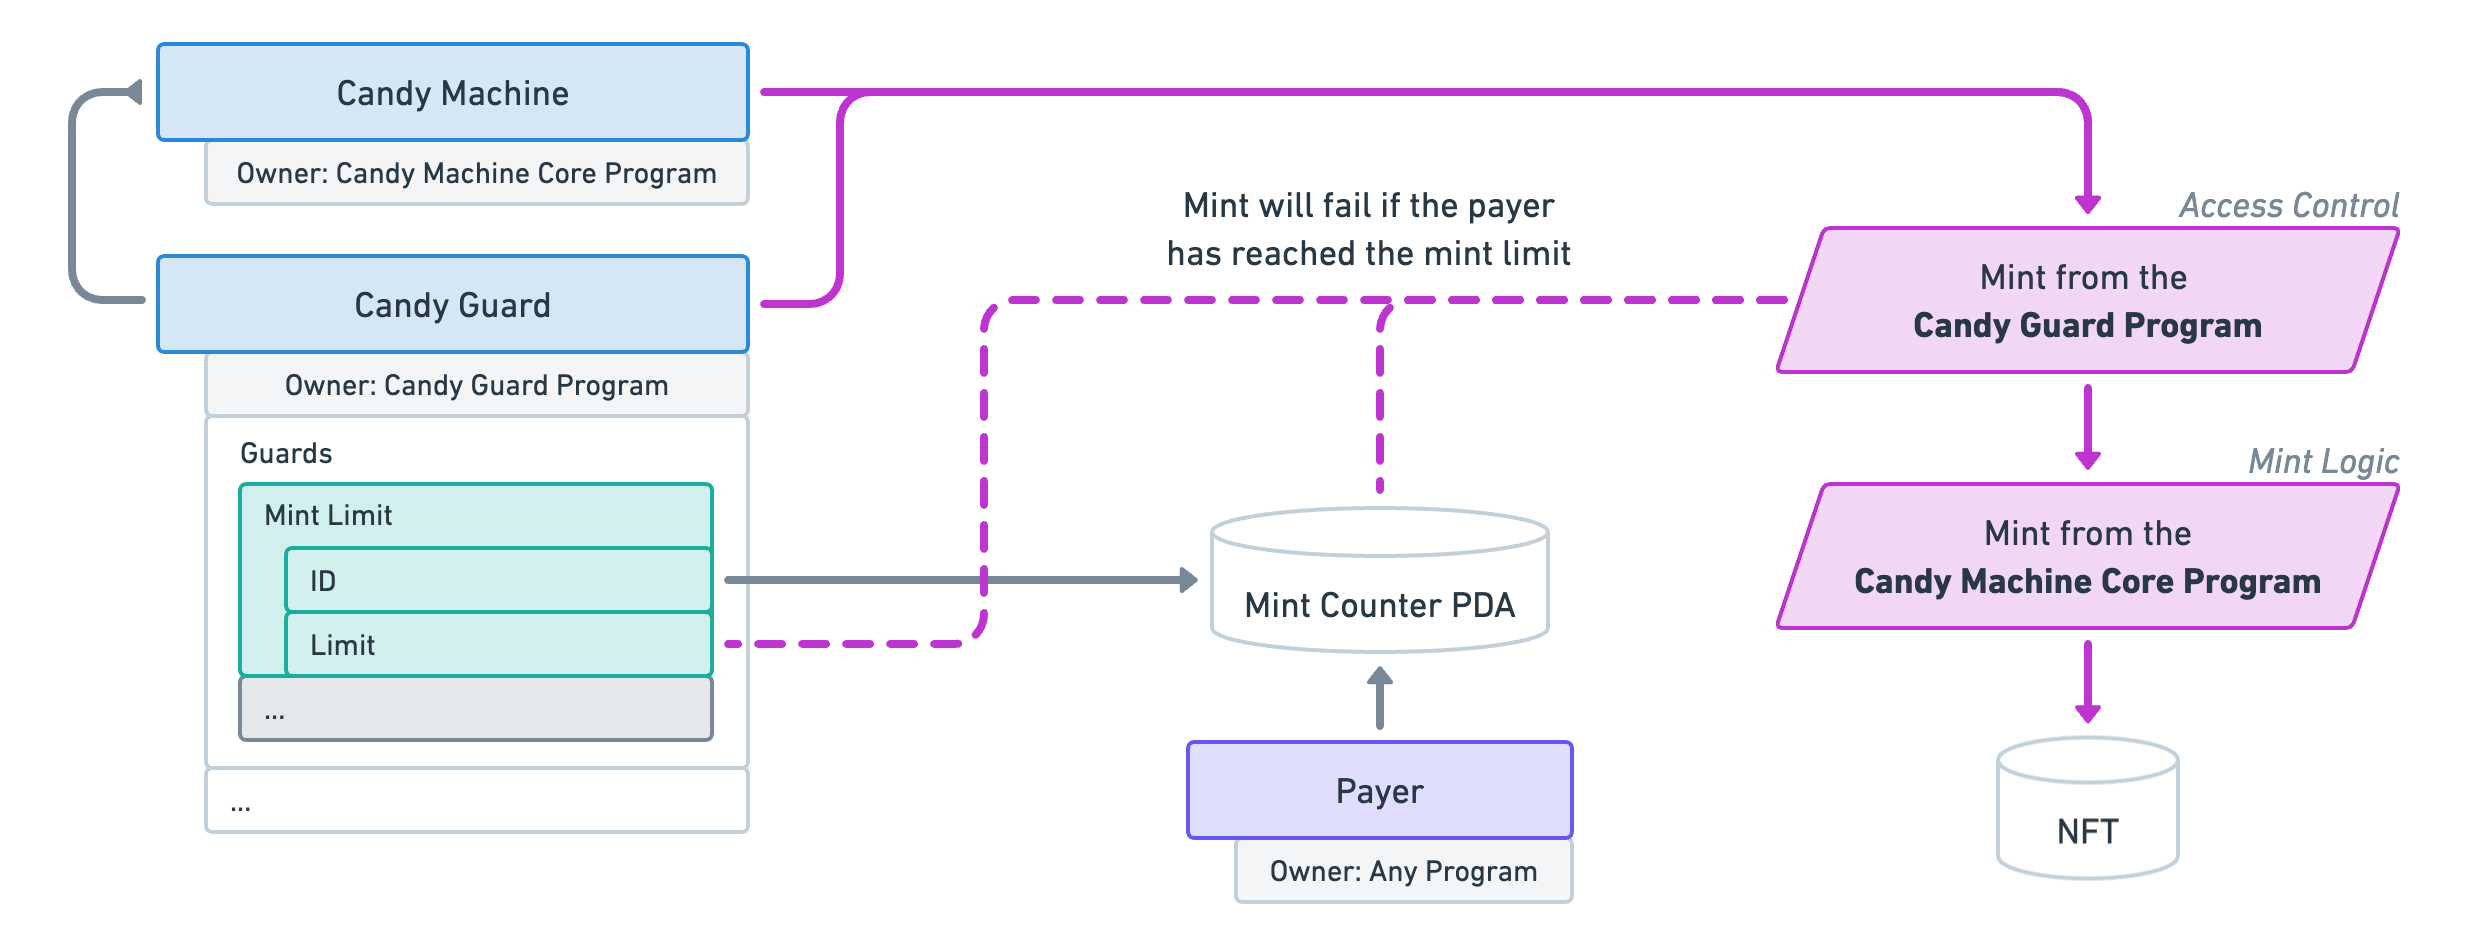 Candy Machine
Owner: Candy Machine Core Program
Candy Guard
Owner: Candy Guard Program
Guards
Mint Limit
ID
Limit
...
...
Mint will fail if the payer
has reached the mint limit
Mint Counter PDA
Payer
Owner: Any Program
Access Control
Mint from the
Candy Guard Program
Mint Logic
Mint from the
Candy Machine Core Program
NFT